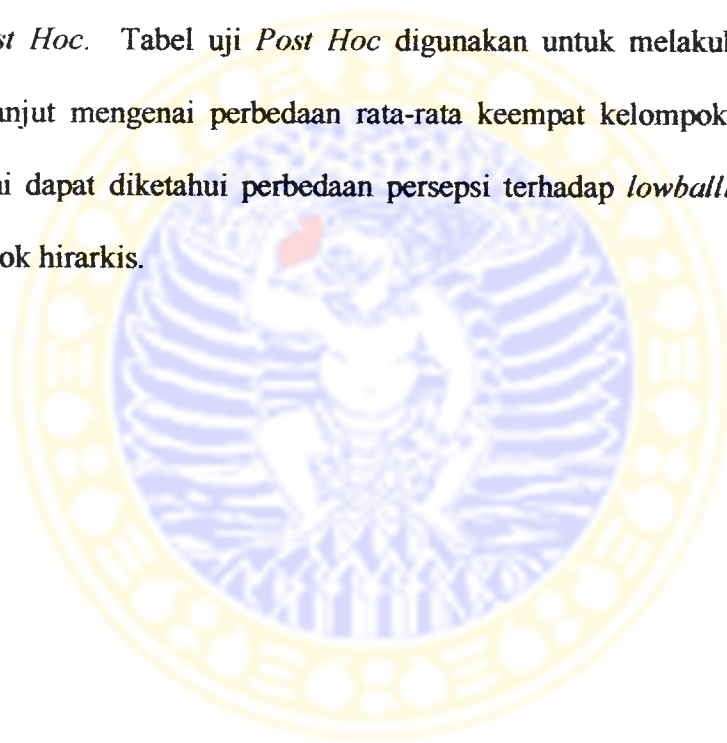 st Hoc. Tabel uji Post Hoc digunakan untuk melakuk
anjut mengenai perbedaan rata-rata keempat kelompok
ni dapat diketahui perbedaan persepsi terhadap lowball
ok hirarkis.